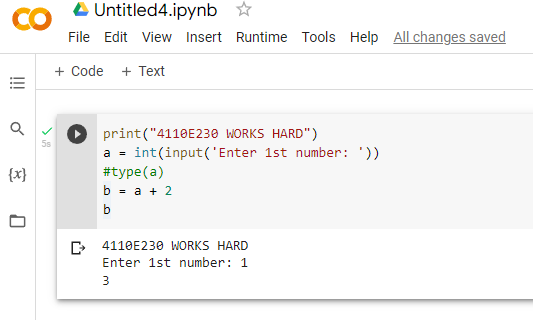 Untitled4.ipynb
File Edit View Insert Runtime Tools Help All changes saved
+ Code + Text
{x}
5s
print("4110E230 WORKS HARD")
a = int(input('Enter 1st number: '))
#type(a)
b = a + 2
b
4110E230 WORKS HARD
Enter 1st number: 1
3